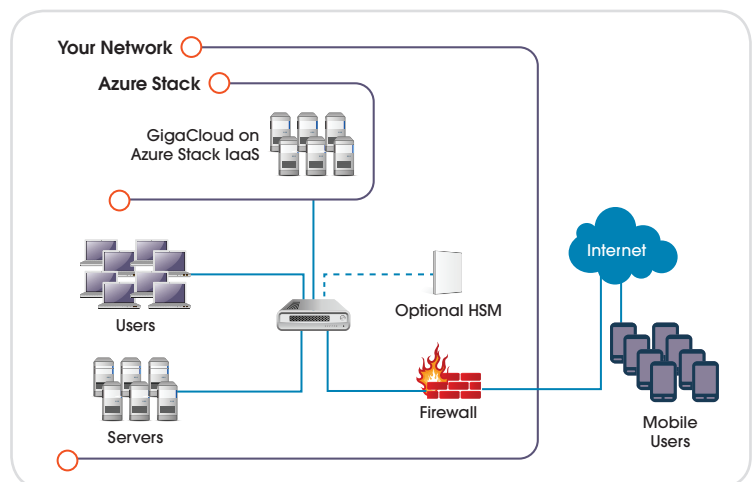 Your Network
Azure Stack
GigaCloud on
Azure Stack IaaS
Users
Optional HSM
Internet
Servers
Firewall
Mobile
Users